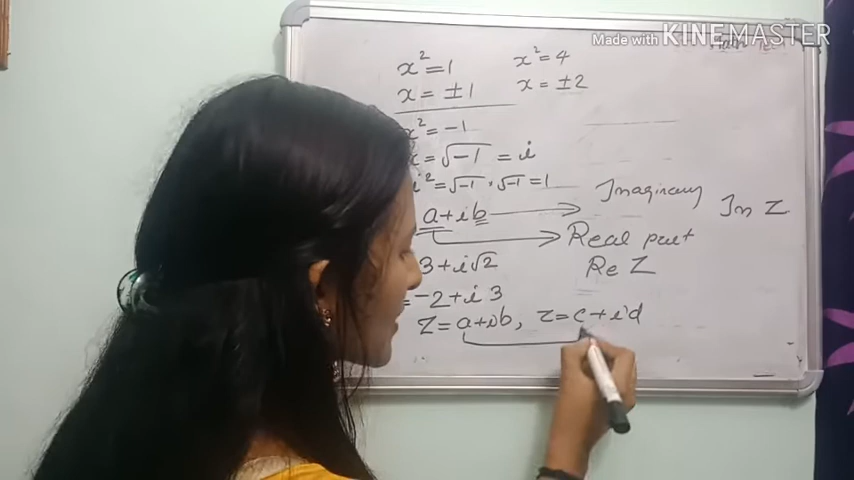 Made with KINEMASTER
x² = 1 x² = 4
x = ±1 x = ±2
x² = -1
x = √-1 = i
i² = √-1 · √-1 = 1
a+ib Imaginary Im Z
Real part
3 + i√2 Re Z
= -2 + i 3
Z = a+ib, Z = c+id